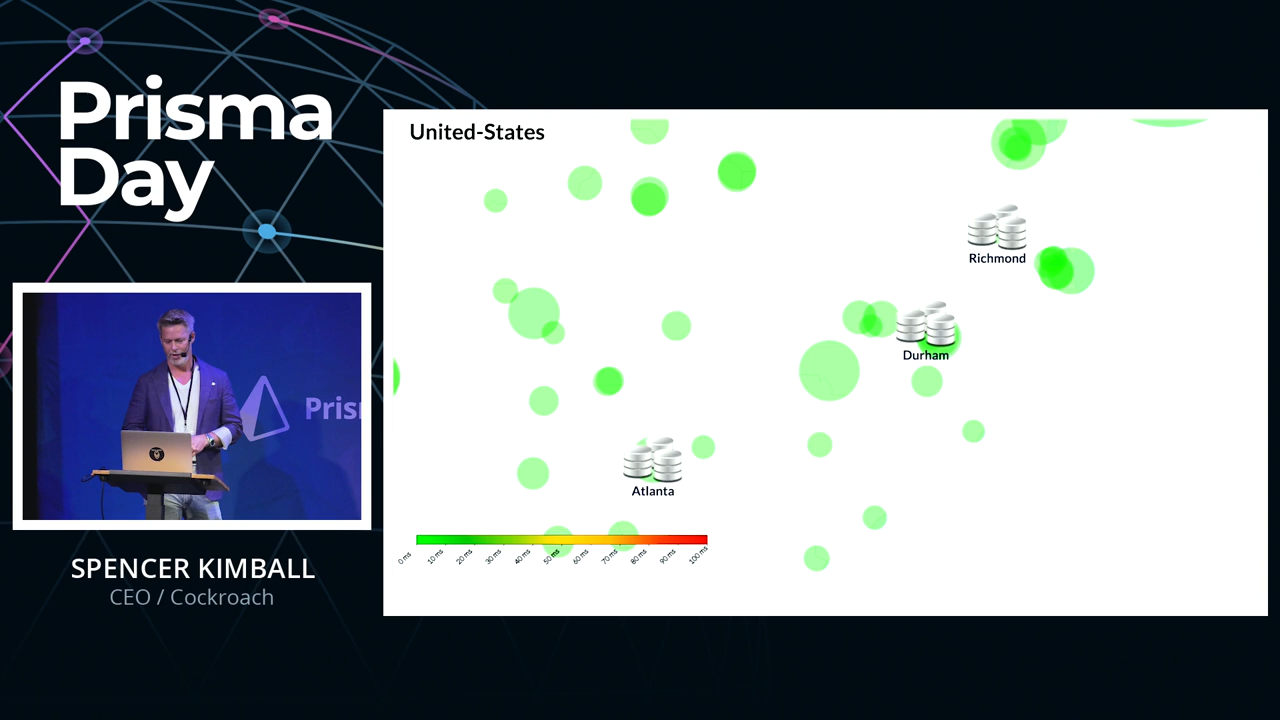 Prisma
Day
United-States
Richmond
Durham
Atlanta
0 ms
10 ms
20 ms
30 ms
40 ms
50 ms
60 ms
70 ms
80 ms
90 ms
100 ms
Pris
SPENCER KIMBALL
CEO / Cockroach